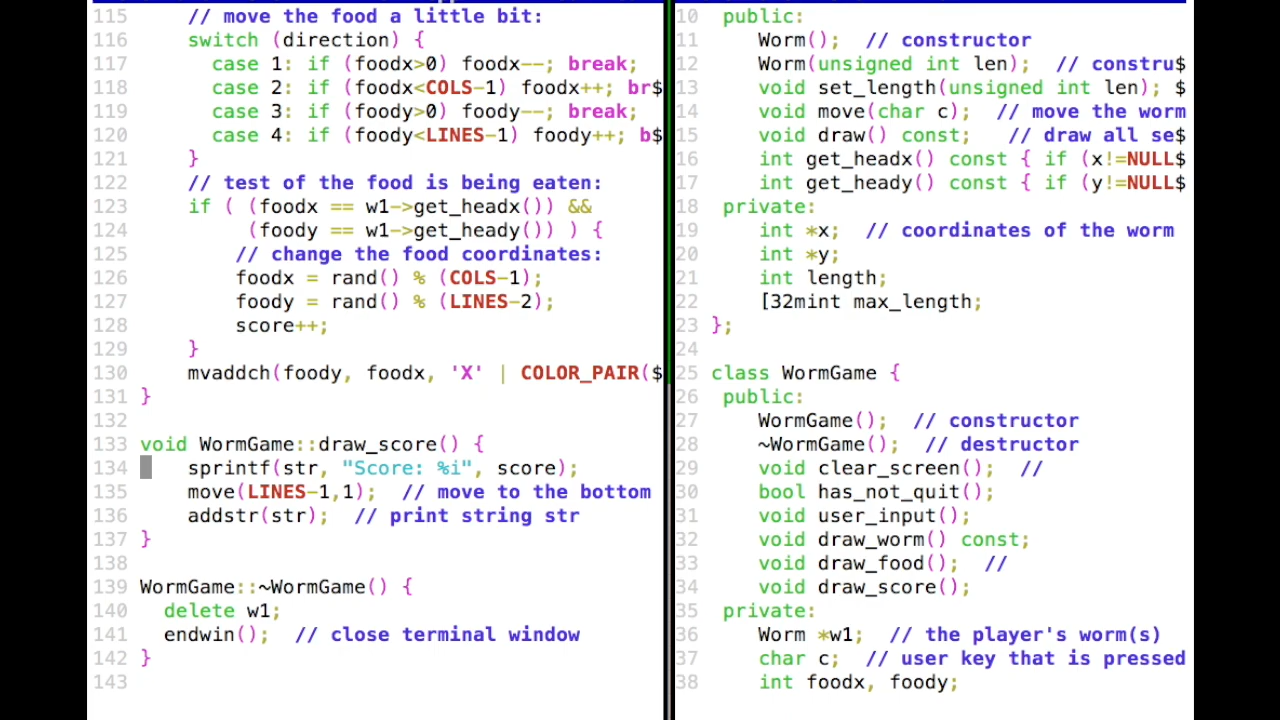 115 // move the food a little bit:
116 switch (direction) {
117 case 1: if (foodx>0) foodx--; break;
118 case 2: if (foodx<COLS-1) foodx++; br$
119 case 3: if (foody>0) foody--; break;
120 case 4: if (foody<LINES-1) foody++; b$
121 }
122 // test of the food is being eaten:
123 if ( (foodx == w1->get_headx()) &&
124 (foody == w1->get_heady()) ) {
125 // change the food coordinates:
126 foodx = rand() % (COLS-1);
127 foody = rand() % (LINES-2);
128 score++;
129 }
130 mvaddch(foody, foodx, 'X' | COLOR_PAIR($
131 }
132
133 void WormGame::draw_score() {
134 sprintf(str, "Score: %i", score);
135 move(LINES-1,1); // move to the bottom
136 addstr(str); // print string str
137 }
138
139 WormGame::~WormGame() {
140 delete w1;
141 endwin(); // close terminal window
142 }
143
10 public:
11 Worm(); // constructor
12 Worm(unsigned int len); // constru$
13 void set_length(unsigned int len); $
14 void move(char c); // move the worm
15 void draw() const; // draw all se$
16 int get_headx() const { if (x!=NULL$
17 int get_heady() const { if (y!=NULL$
18 private:
19 int *x; // coordinates of the worm
20 int *y;
21 int length;
22 [32mint max_length;
23 };
24
25 class WormGame {
26 public:
27 WormGame(); // constructor
28 ~WormGame(); // destructor
29 void clear_screen(); //
30 bool has_not_quit();
31 void user_input();
32 void draw_worm() const;
33 void draw_food(); //
34 void draw_score();
35 private:
36 Worm *w1; // the player's worm(s)
37 char c; // user key that is pressed
38 int foodx, foody;